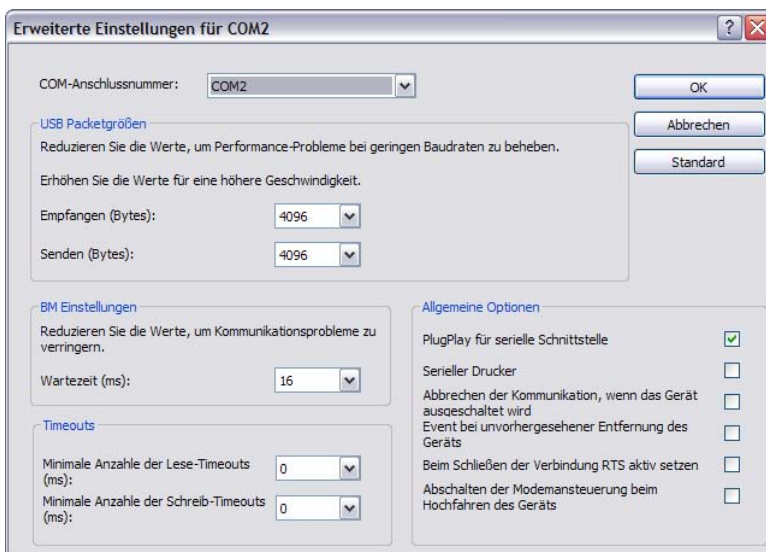 Erweiterte Einstellungen für COM2
COM-Anschlussnummer:
COM2
OK
Abbrechen
Standard
USB Packetgrößen
Reduzieren Sie die Werte, um Performance-Probleme bei geringen Baudraten zu beheben.
Erhöhen Sie die Werte für eine höhere Geschwindigkeit.
Empfangen (Bytes):
4096
Senden (Bytes):
4096
BM Einstellungen
Reduzieren Sie die Werte, um Kommunikationsprobleme zu
verringern.
Wartezeit (ms):
16
Timeouts
Minimale Anzahle der Lese-Timeouts
(ms):
0
Minimale Anzahle der Schreib-Timeouts
(ms):
0
Allgemeine Optionen
PlugPlay für serielle Schnittstelle
Serieller Drucker
Abbrechen der Kommunikation, wenn das Gerät
ausgeschaltet wird
Event bei unvorhergesehener Entfernung des
Geräts
Beim Schließen der Verbindung RTS aktiv setzen
Abschalten der Modemansteuerung beim
Hochfahren des Geräts